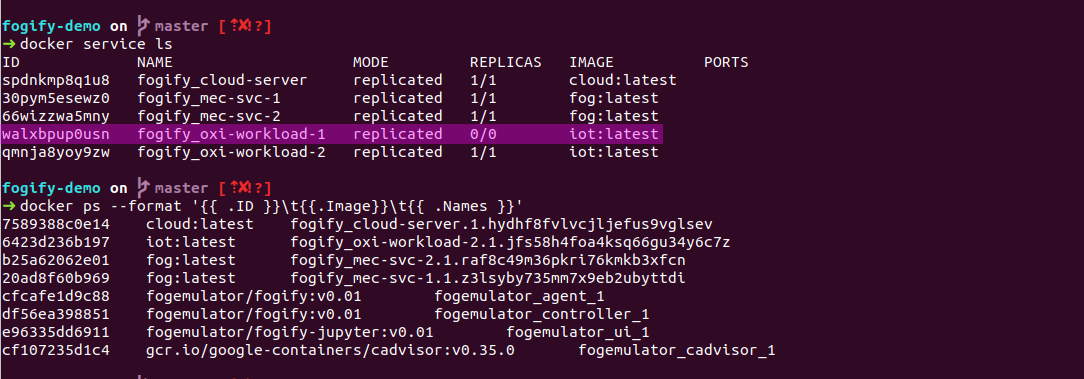 fogify-demo on master [⇡✘!?]
➜ docker service ls
ID NAME MODE REPLICAS IMAGE PORTS
spdnkmp8q1u8 fogify_cloud-server replicated 1/1 cloud:latest
30pym5esewz0 fogify_mec-svc-1 replicated 1/1 fog:latest
66wizzwa5mny fogify_mec-svc-2 replicated 1/1 fog:latest
walxbpup0usn fogify_oxi-workload-1 replicated 0/0 iot:latest
qmnja8yoy9zw fogify_oxi-workload-2 replicated 1/1 iot:latest
fogify-demo on master [⇡✘!?]
➜ docker ps --format '{{ .ID }}\t{{.Image}}\t{{ .Names }}'
7589388c0e14 cloud:latest fogify_cloud-server.1.hydhf8fvlvcjljefus9vglsev
6423d236b197 iot:latest fogify_oxi-workload-2.1.jfs58h4foa4ksq66gu34y6c7z
b25a62062e01 fog:latest fogify_mec-svc-2.1.raf8c49m36pkri76kmkb3xfcn
20ad8f60b969 fog:latest fogify_mec-svc-1.1.z3lsyby735mm7x9eb2ubyttdi
cfcafe1d9c88 fogemulator/fogify:v0.01 fogemulator_agent_1
df56ea398851 fogemulator/fogify:v0.01 fogemulator_controller_1
e96335dd6911 fogemulator/fogify-jupyter:v0.01 fogemulator_ui_1
cf107235d1c4 gcr.io/google-containers/cadvisor:v0.35.0 fogemulator_cadvisor_1